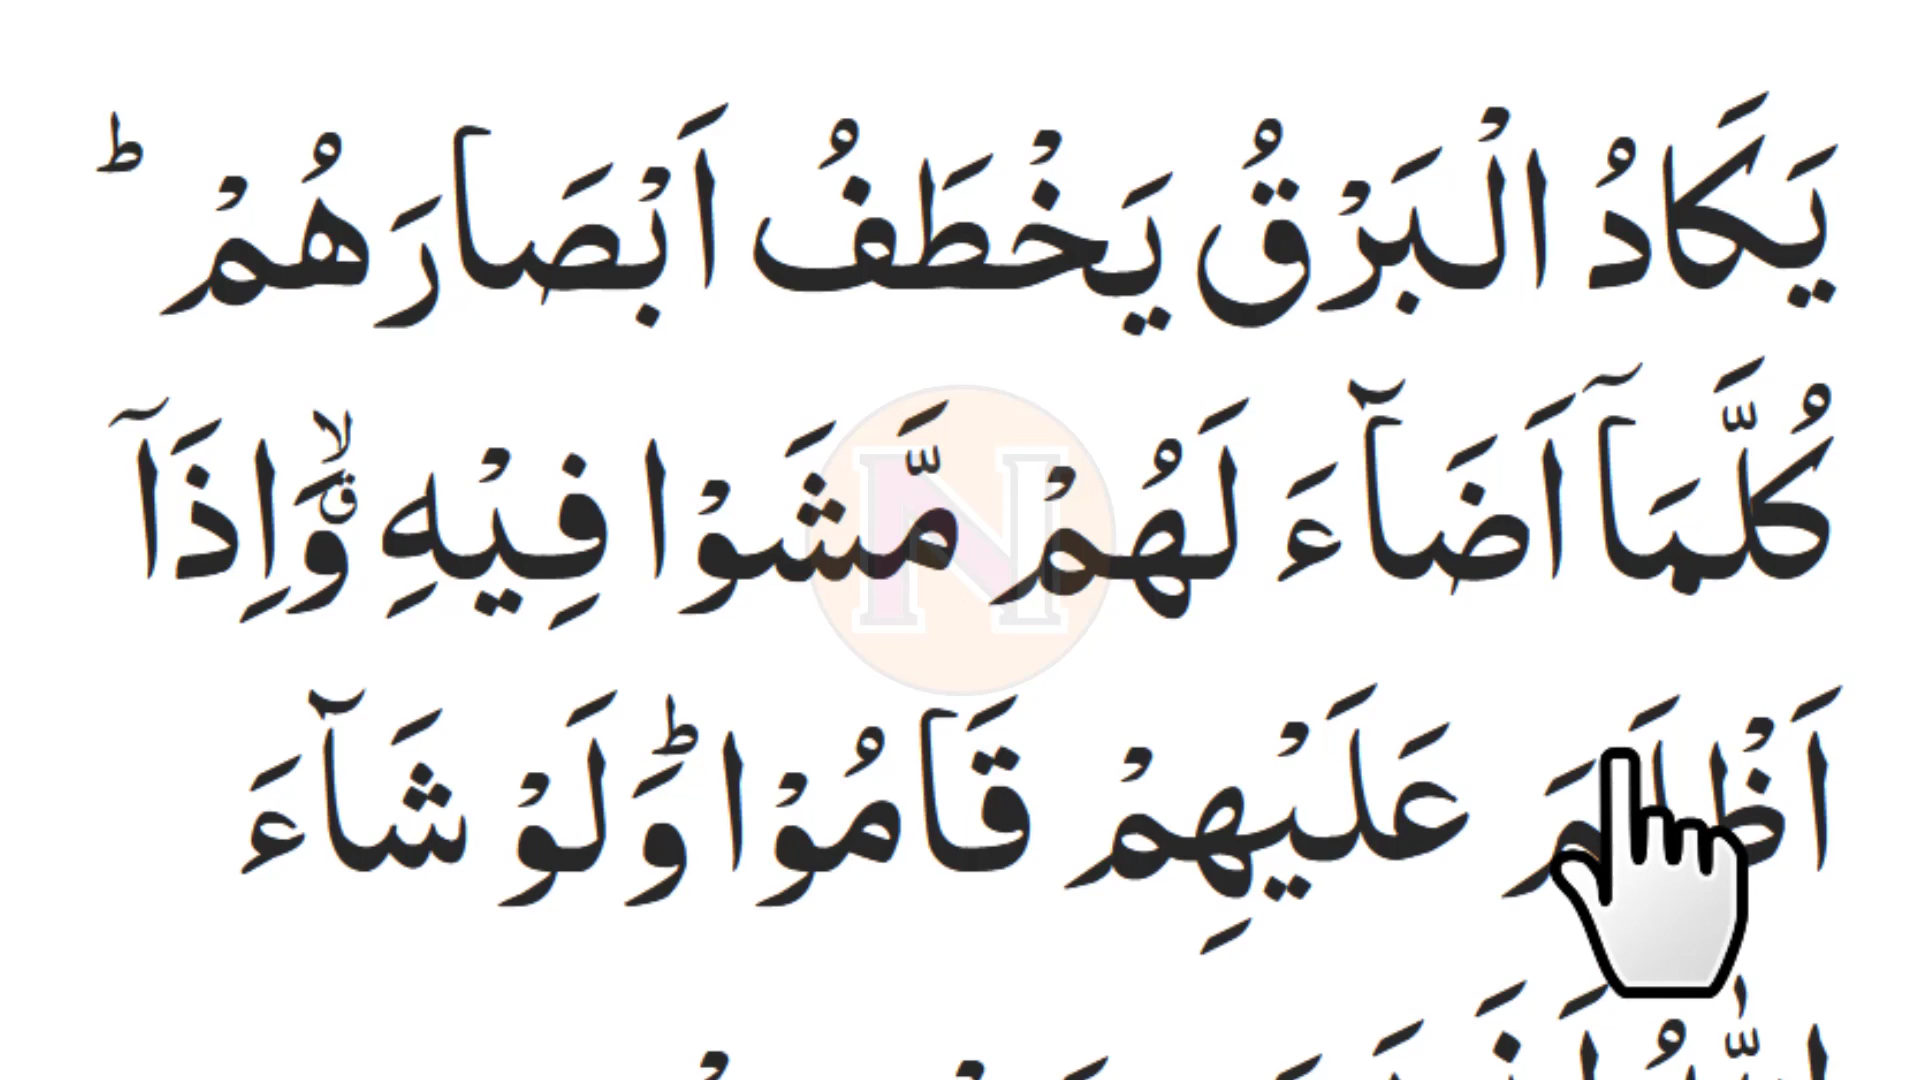 يَكَادُ الْبَرْقُ يَخْطَفُ اَبْصَارَهُمْ ؕ
كُلَّمَاۤ اَضَآءَ لَهُمْ مَّشَوْا فِيْهِ ۙۗ وَاِذَاۤ
اَظْلَمَ عَلَيْهِمْ قَامُوْا ؕ وَلَوْ شَآءَ
N